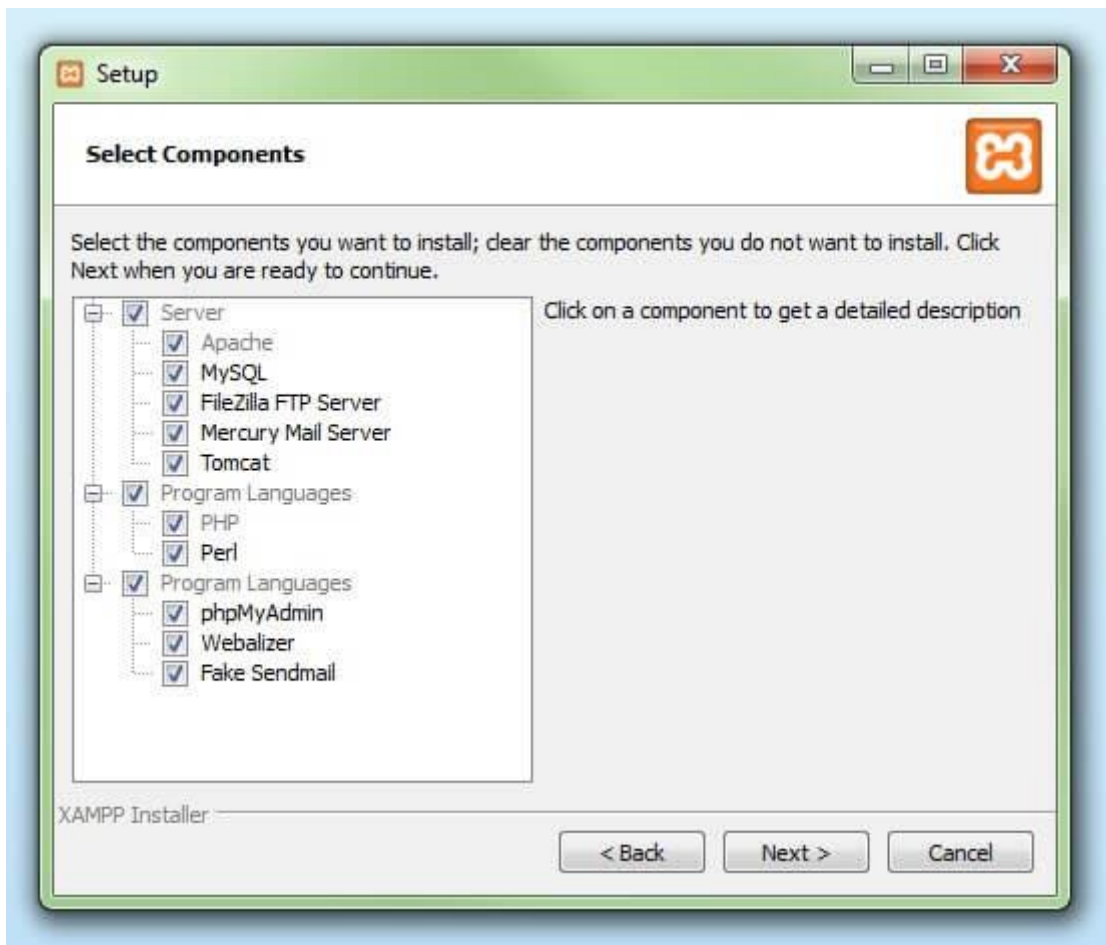 Setup
Select Components
Select the components you want to install; clear the components you do not want to install. Click
Next when you are ready to continue.
Server
Apache
MySQL
FileZilla FTP Server
Mercury Mail Server
Tomcat
Program Languages
PHP
Perl
Program Languages
phpMyAdmin
Webalizer
Fake Sendmail
Click on a component to get a detailed description
XAMPP Installer
< Back
Next >
Cancel